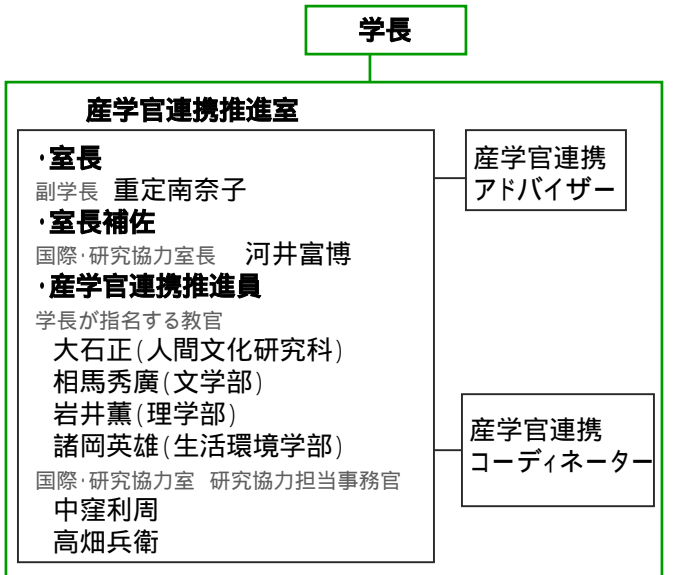 学長
産学官連携推進室
・室長
副学長 重定南奈子
・室長補佐
国際・研究協力室長 河井富博
・産学官連携推進員
学長が指名する教官
大石正(人間文化研究科)
相馬秀廣(文学部)
岩井薫(理学部)
諸岡英雄(生活環境学部)
国際・研究協力室 研究協力担当事務官
中窪利周
高畑兵衛
産学官連携
アドバイザー
産学官連携
コーディネーター